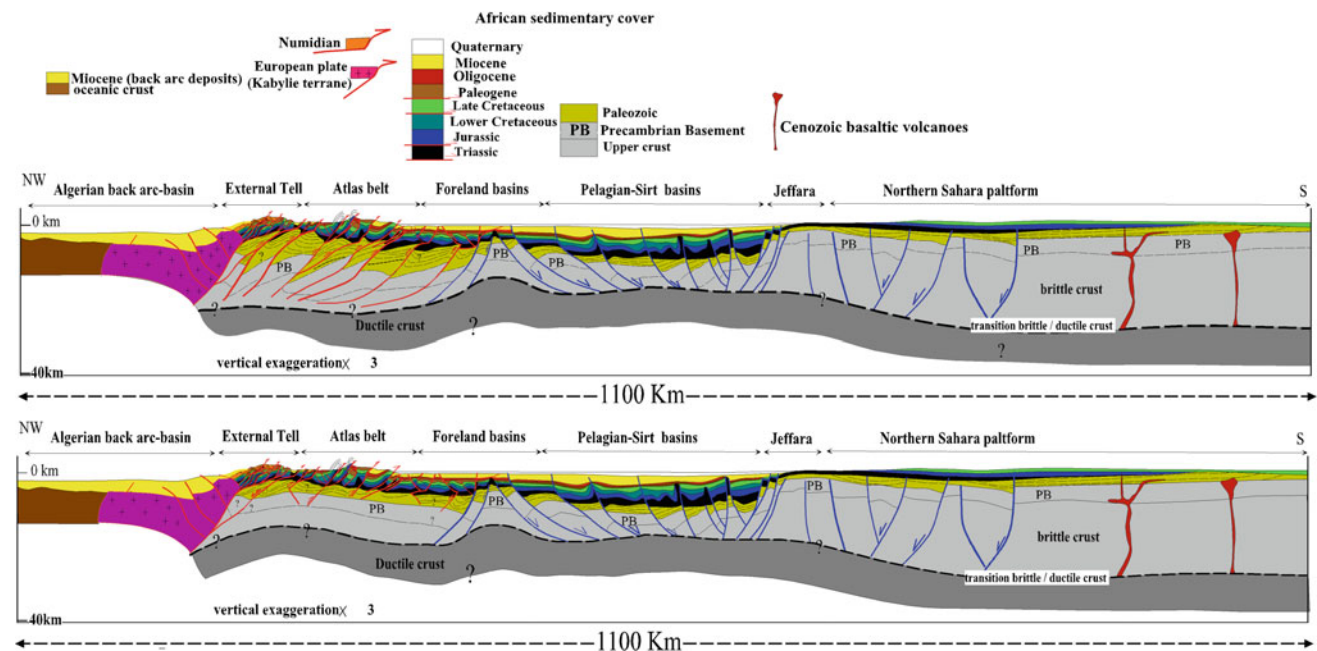 African sedimentary cover
Numidian
European plate
(Kabylie terrane)
Miocene (back arc deposits)
oceanic crust
Quaternary
Miocene
Oligocene
Paleogene
Late Cretaceous
Lower Cretaceous
Jurassic
Triassic
Paleozoic
PB Precambrian Basement
Upper crust
Cenozoic basaltic volcanoes
NW S
Algerian back arc-basin External Tell Atlas belt Foreland basins Pelagian-Sirt basins Jeffara Northern Sahara paltform
0 km
?
PB PB PB PB PB PB
brittle crust
? ? ?
Ductile crust ? transition brittle / ductile crust
?
vertical exaggeration X 3
40km
1100 Km
NW S
Algerian back arc-basin External Tell Atlas belt Foreland basins Pelagian-Sirt basins Jeffara Northern Sahara paltform
0 km
? ?
PB PB PB PB PB PB
brittle crust
? ? ?
Ductile crust ? transition brittle / ductile crust
vertical exaggeration X 3
40km
1100 Km